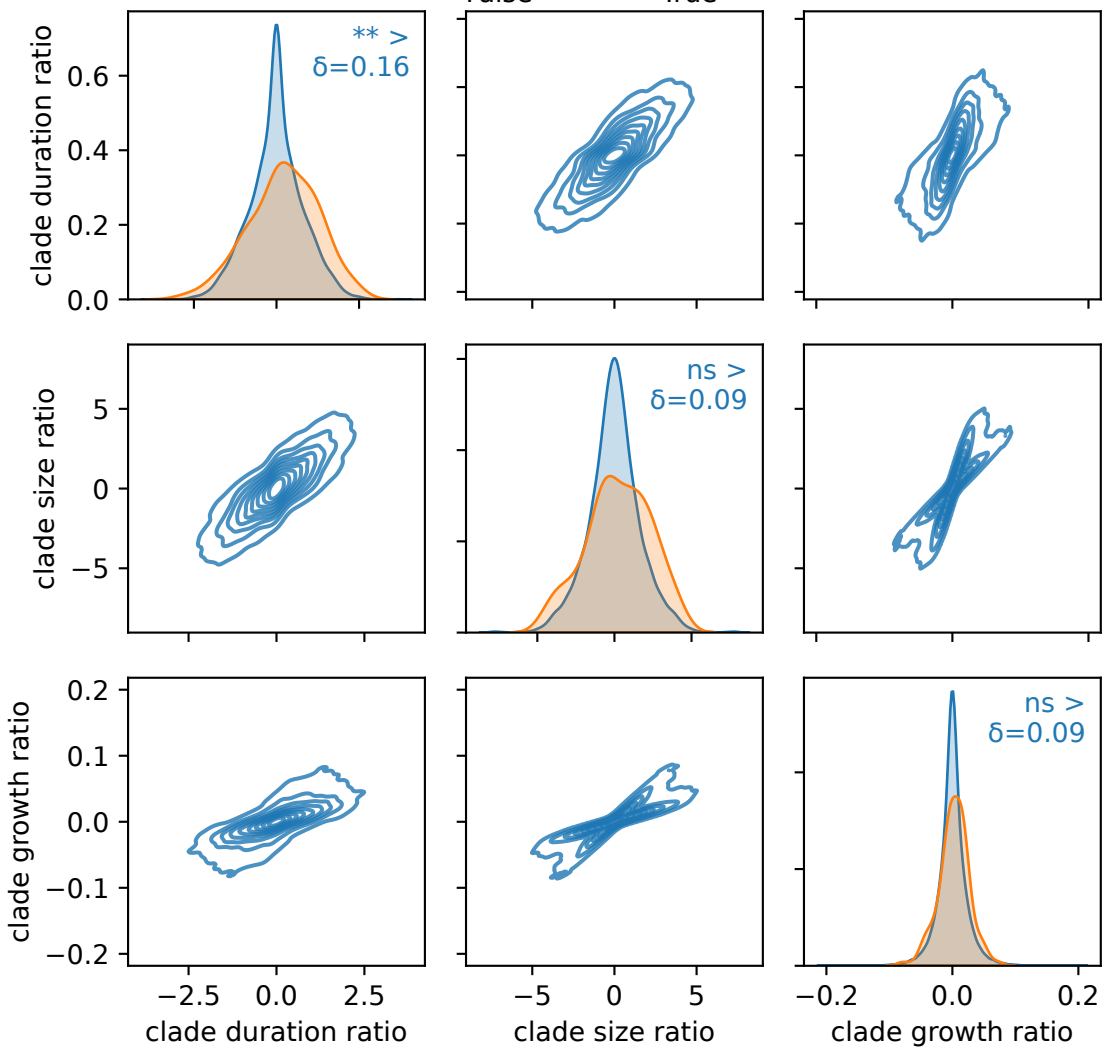 clade duration ratio
0.6
0.4
0.2
0.0
** >
δ=0.16
clade size ratio
5
0
−5
ns >
δ=0.09
clade growth ratio
0.2
0.1
0.0
−0.1
−0.2
ns >
δ=0.09
−2.5 0.0 2.5
clade duration ratio
−5 0 5
clade size ratio
−0.2 0.0 0.2
clade growth ratio